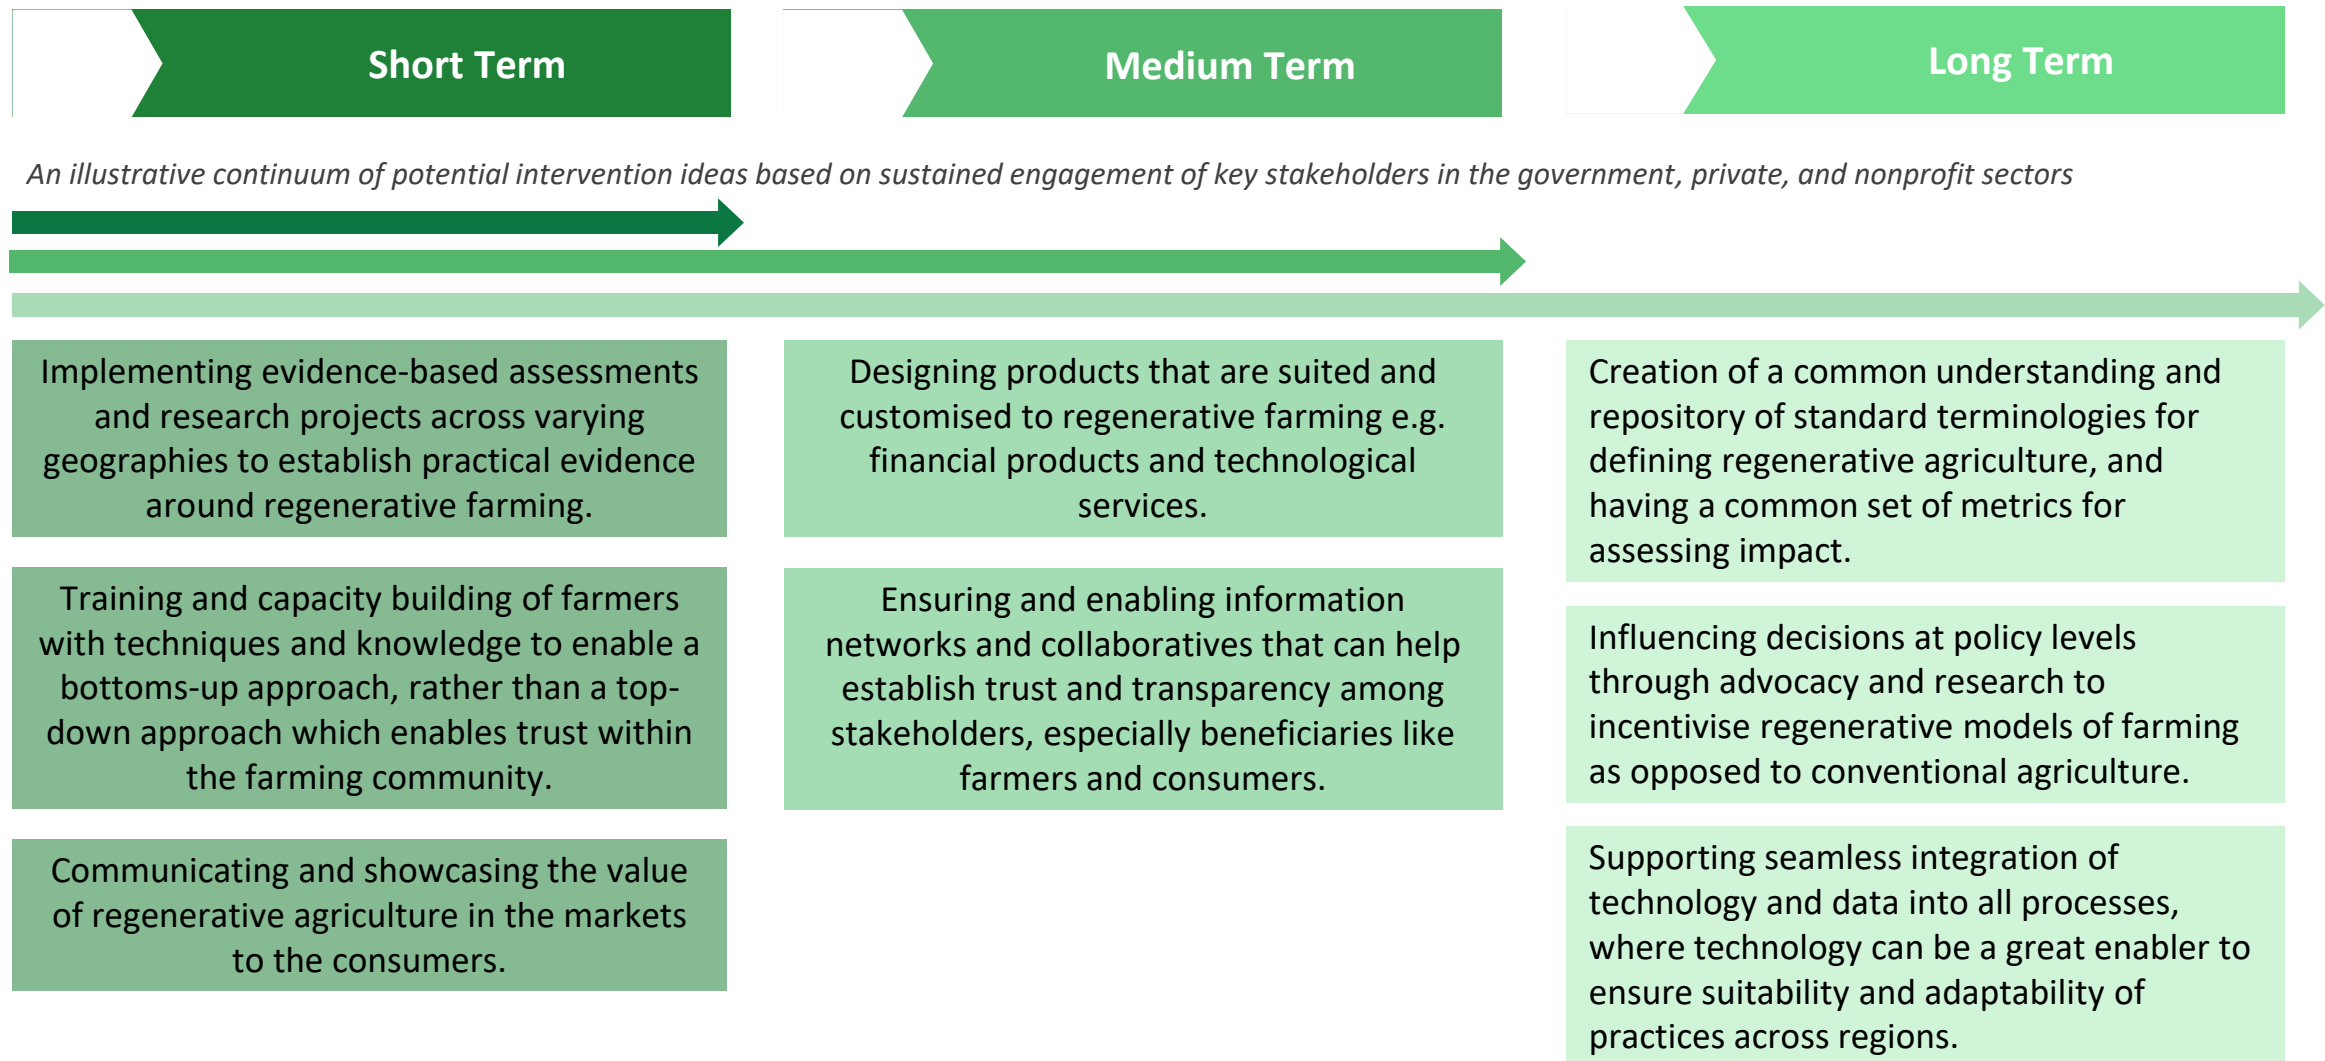 Short Term
Medium Term
Long Term
An illustrative continuum of potential intervention ideas based on sustained engagement of key stakeholders in the government, private, and nonprofit sectors
Implementing evidence-based assessments
and research projects across varying
geographies to establish practical evidence
around regenerative farming.
Training and capacity building of farmers
with techniques and knowledge to enable a
bottoms-up approach, rather than a top-
down approach which enables trust within
the farming community.
Communicating and showcasing the value
of regenerative agriculture in the markets
to the consumers.
Designing products that are suited and
customised to regenerative farming e.g.
financial products and technological
services.
Ensuring and enabling information
networks and collaboratives that can help
establish trust and transparency among
stakeholders, especially beneficiaries like
farmers and consumers.
Creation of a common understanding and
repository of standard terminologies for
defining regenerative agriculture, and
having a common set of metrics for
assessing impact.
Influencing decisions at policy levels
through advocacy and research to
incentivise regenerative models of farming
as opposed to conventional agriculture.
Supporting seamless integration of
technology and data into all processes,
where technology can be a great enabler to
ensure suitability and adaptability of
practices across regions.